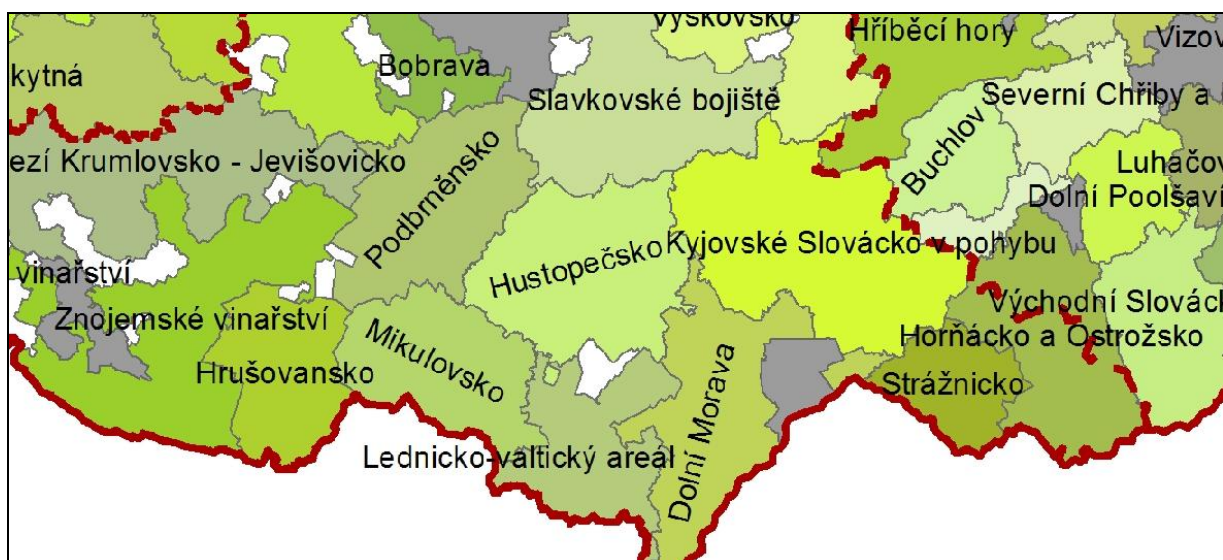 Vyškovsko
Hříběcí hory
Vizov
Bobrava
kytná
Slavkovské bojiště
Severní Chřiby a
ezí Krumlovsko - Jevišovicko
Buchlov
Luhačov
Dolní Poolšaví
Podbrněnsko
Hustopečsko
Kyjovské Slovácko v pohybu
vinařství
Znojemské vinařství
Východní Slovác
Horňácko a Ostrožsko
Mikulovsko
Hrušovansko
Strážnicko
Dolní Morava
Lednicko-valtický areál